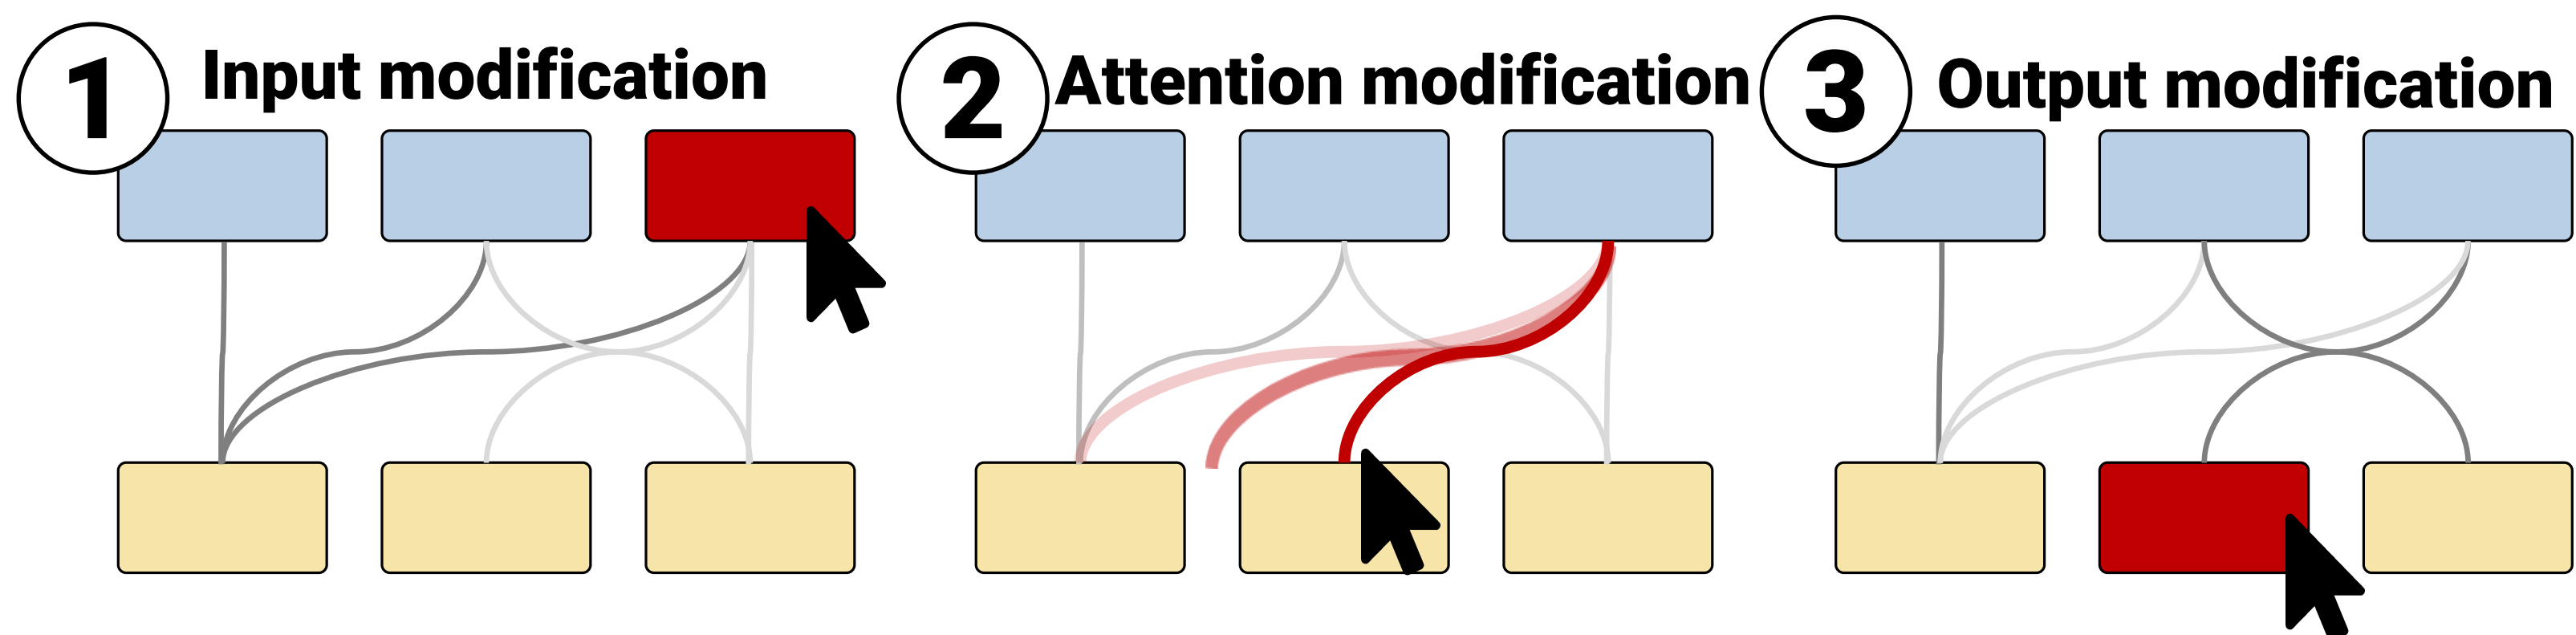 1 Input modification
2 Attention modification
3 Output modification